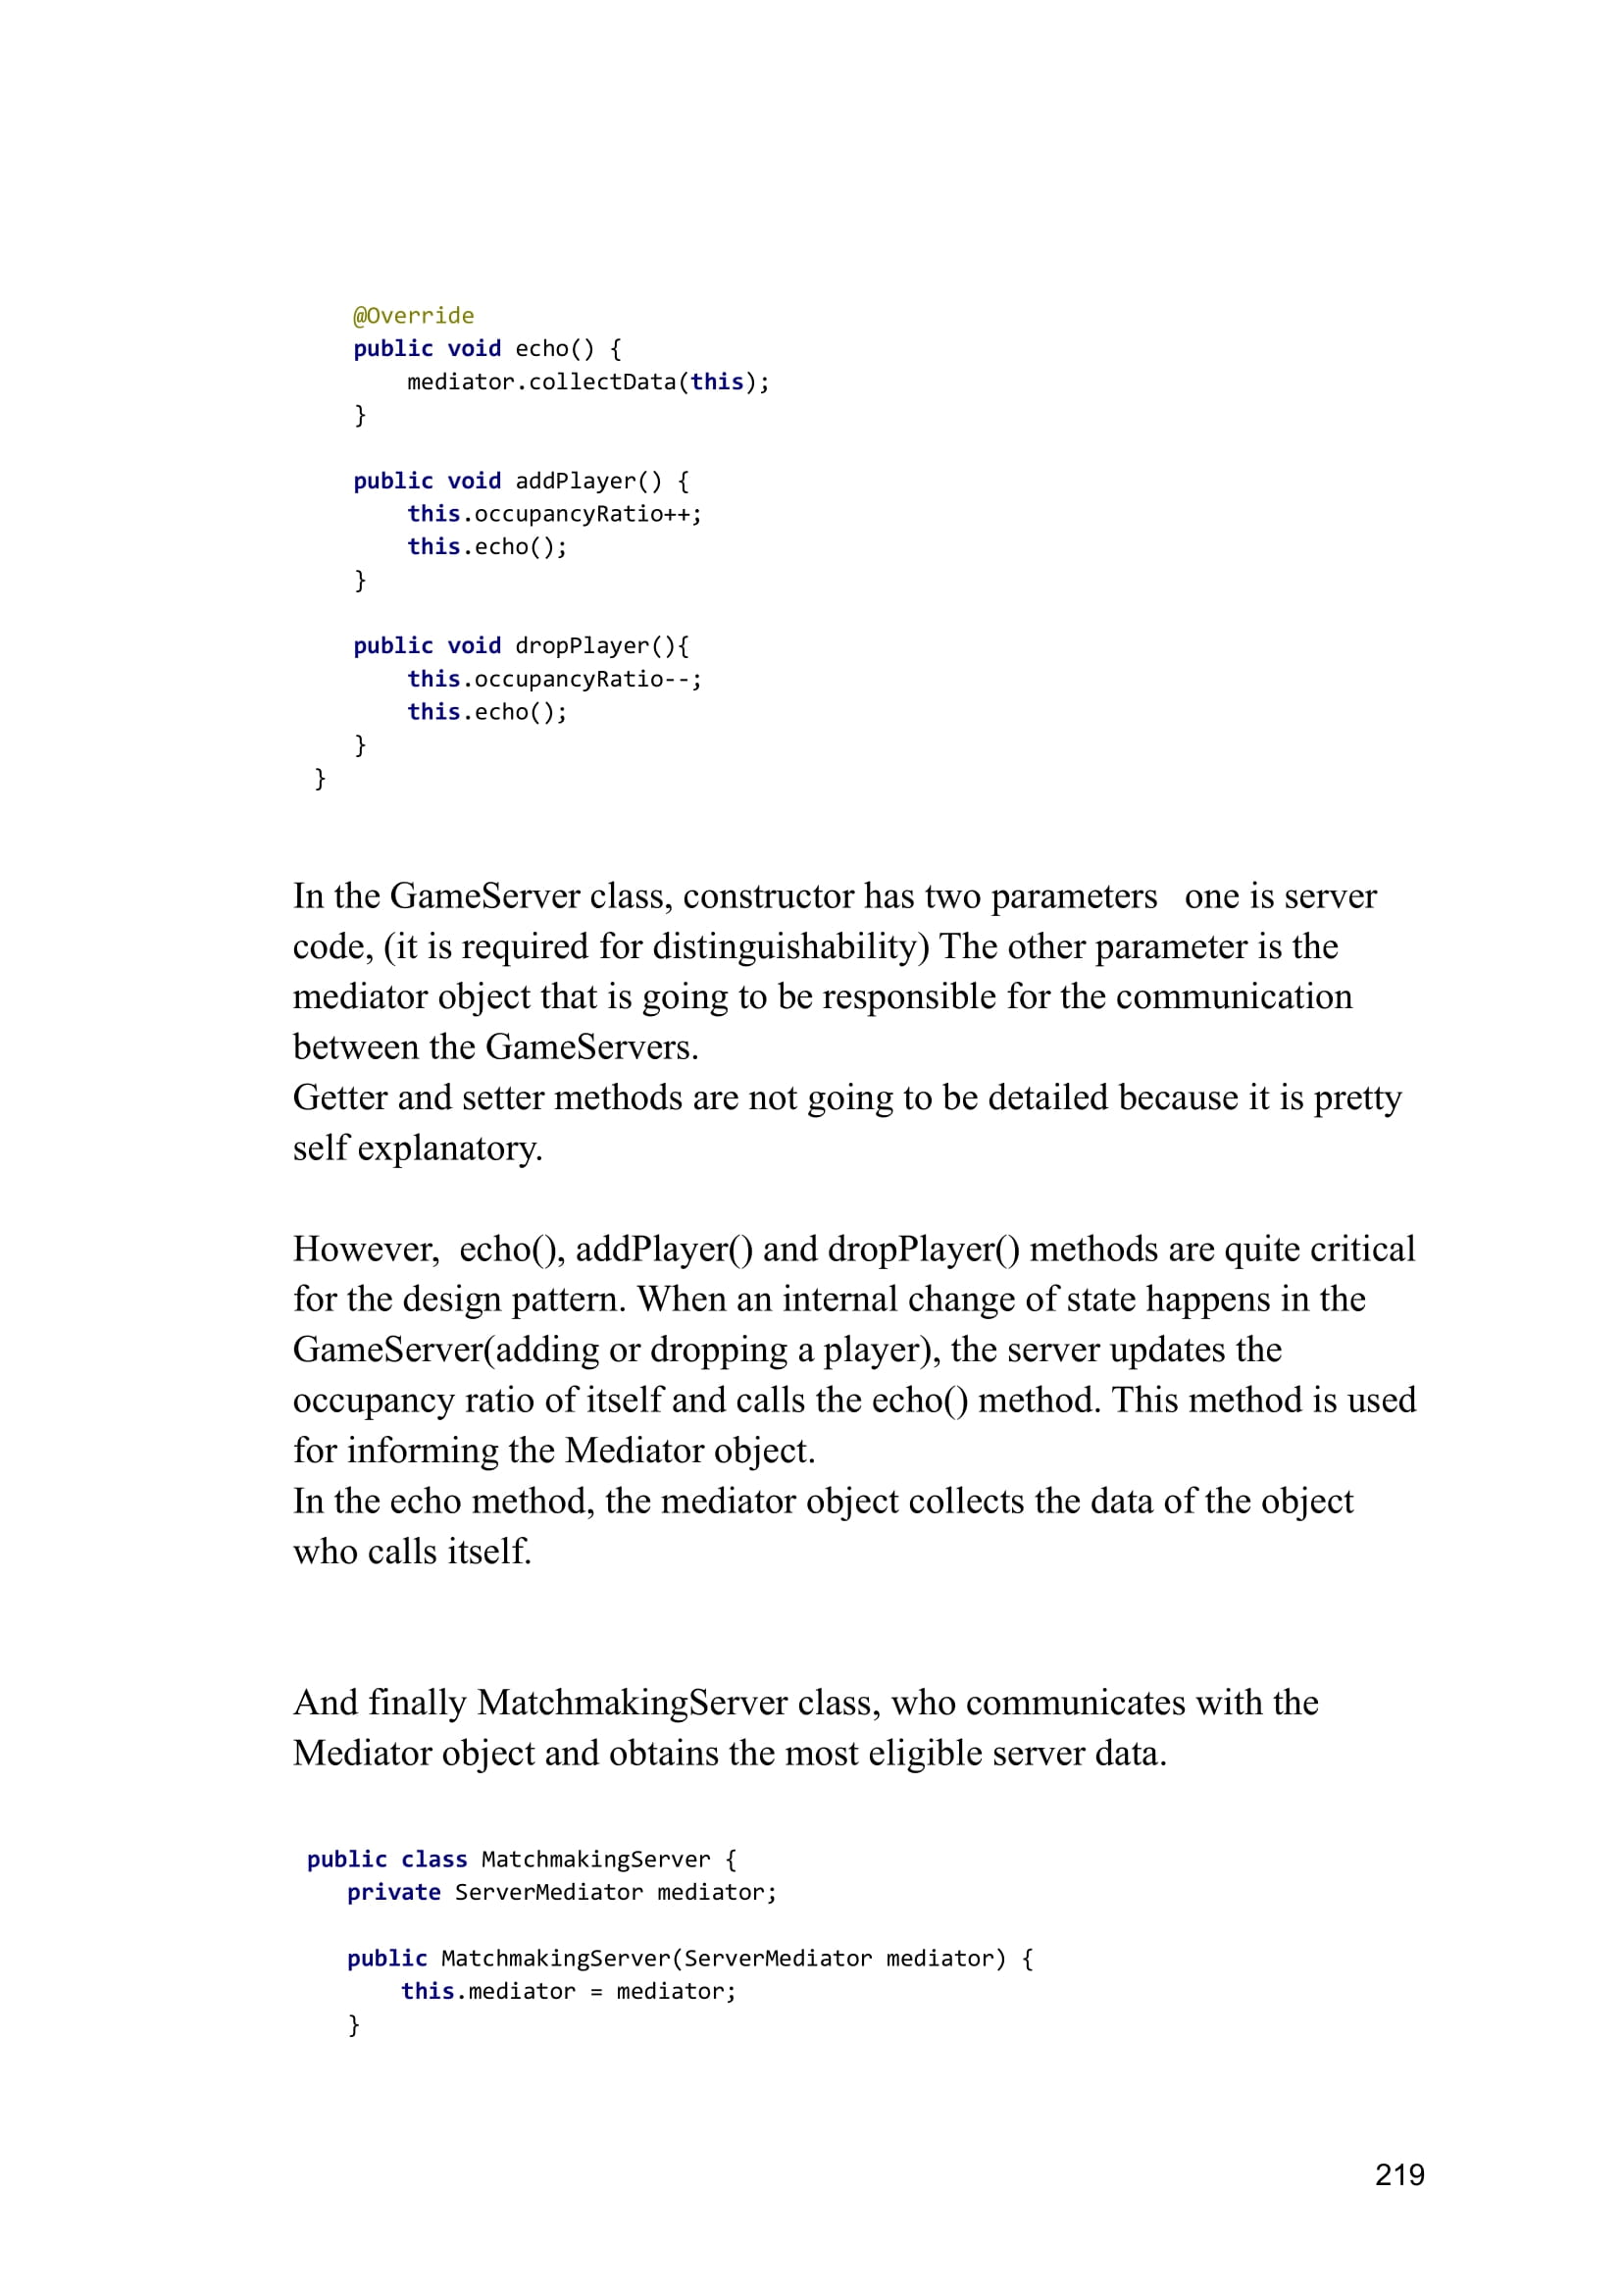 @Override
public void echo() {
mediator.collectData(this);
}
public void addPlayer() {
this.occupancyRatio++;
this.echo();
}
public void dropPlayer(){
this.occupancyRatio--;
this.echo();
}
}
In the GameServer class, constructor has two parameters   one is server
code, (it is required for distinguishability) The other parameter is the
mediator object that is going to be responsible for the communication
between the GameServers.
Getter and setter methods are not going to be detailed because it is pretty
self explanatory.
However,  echo(), addPlayer() and dropPlayer() methods are quite critical
for the design pattern. When an internal change of state happens in the
GameServer(adding or dropping a player), the server updates the
occupancy ratio of itself and calls the echo() method. This method is used
for informing the Mediator object.
In the echo method, the mediator object collects the data of the object
who calls itself.
And finally MatchmakingServer class, who communicates with the
Mediator object and obtains the most eligible server data.
public class MatchmakingServer {
private ServerMediator mediator;
public MatchmakingServer(ServerMediator mediator) {
this.mediator = mediator;
}
219